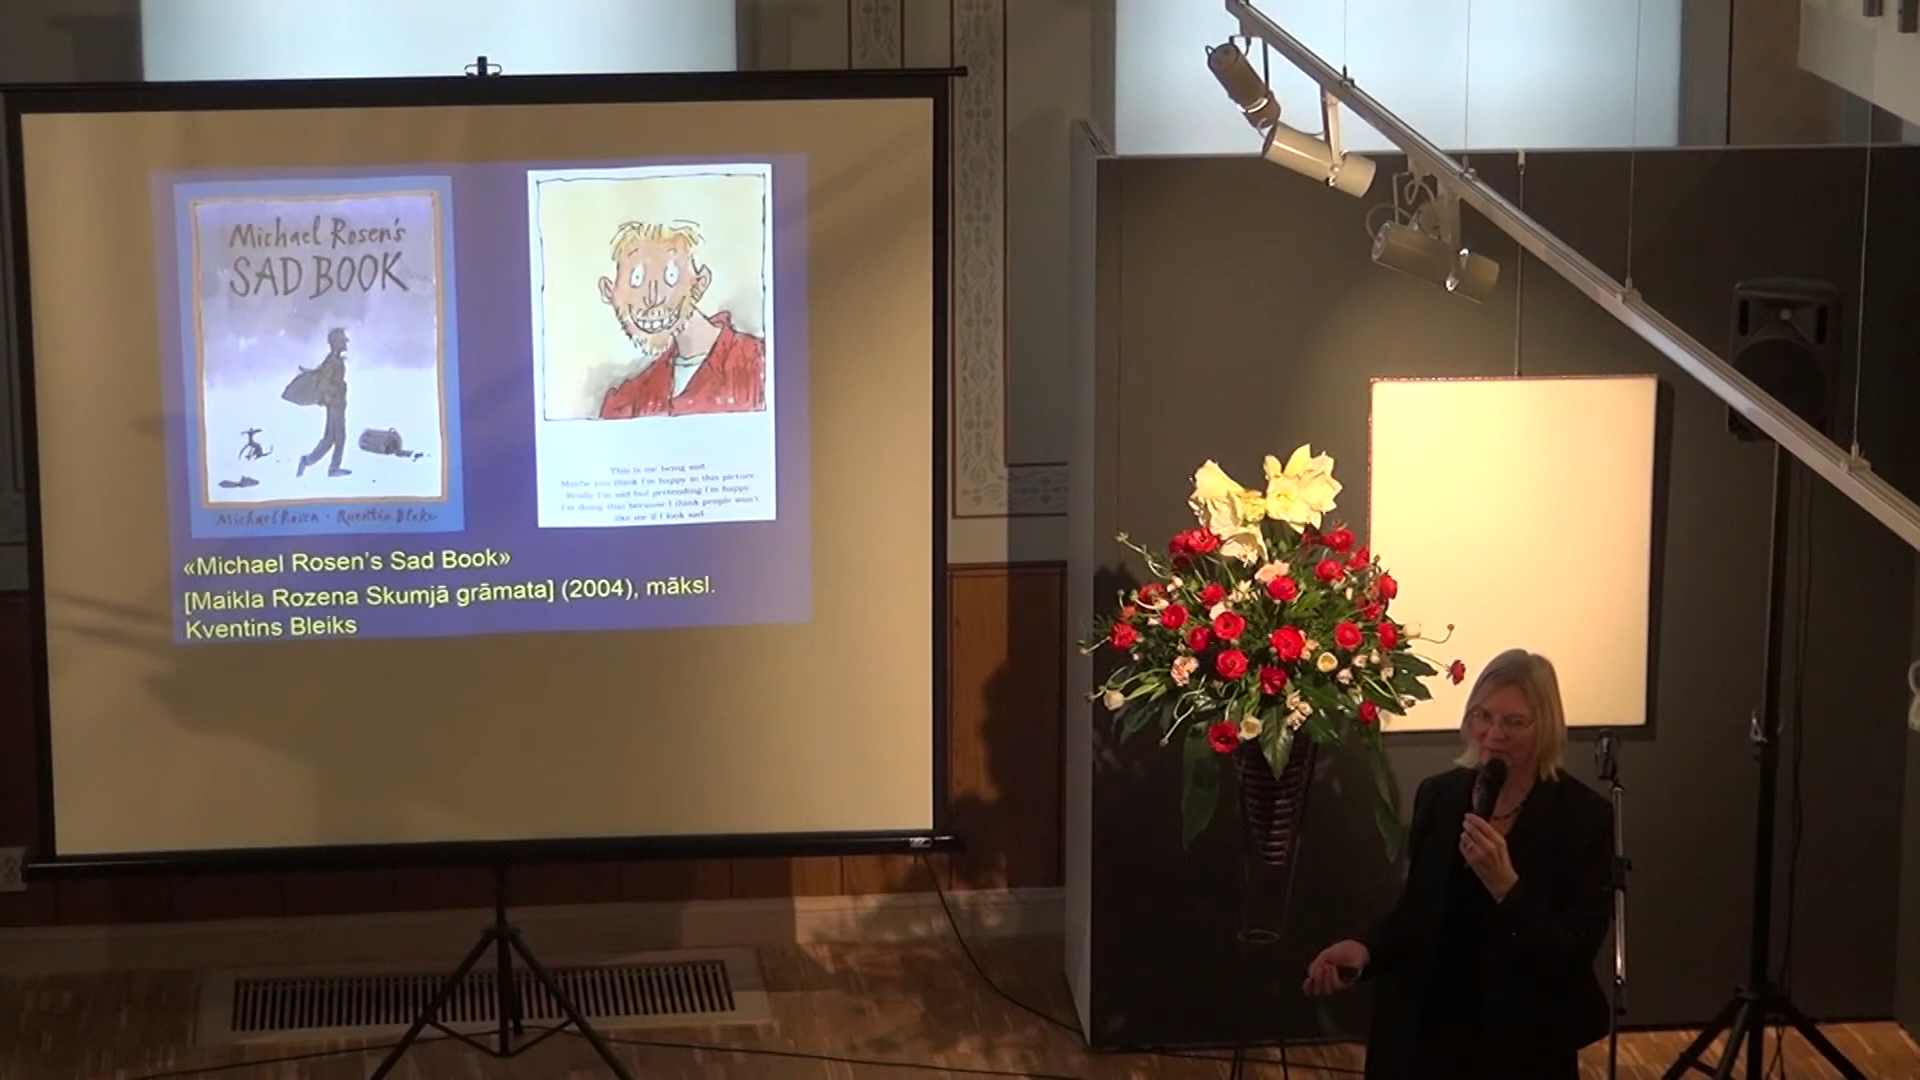 Michael Rosen's
SAD BOOK
Michael Rosen · Quentin Blake
This is me being sad.
Maybe you think I'm happy in this picture.
Really I'm sad but pretending I'm happy.
I'm doing that because I think people won't
like me if I look sad.
«Michael Rosen's Sad Book»
[Maikla Rozena Skumjā grāmata] (2004), māksl.
Kventins Bleiks